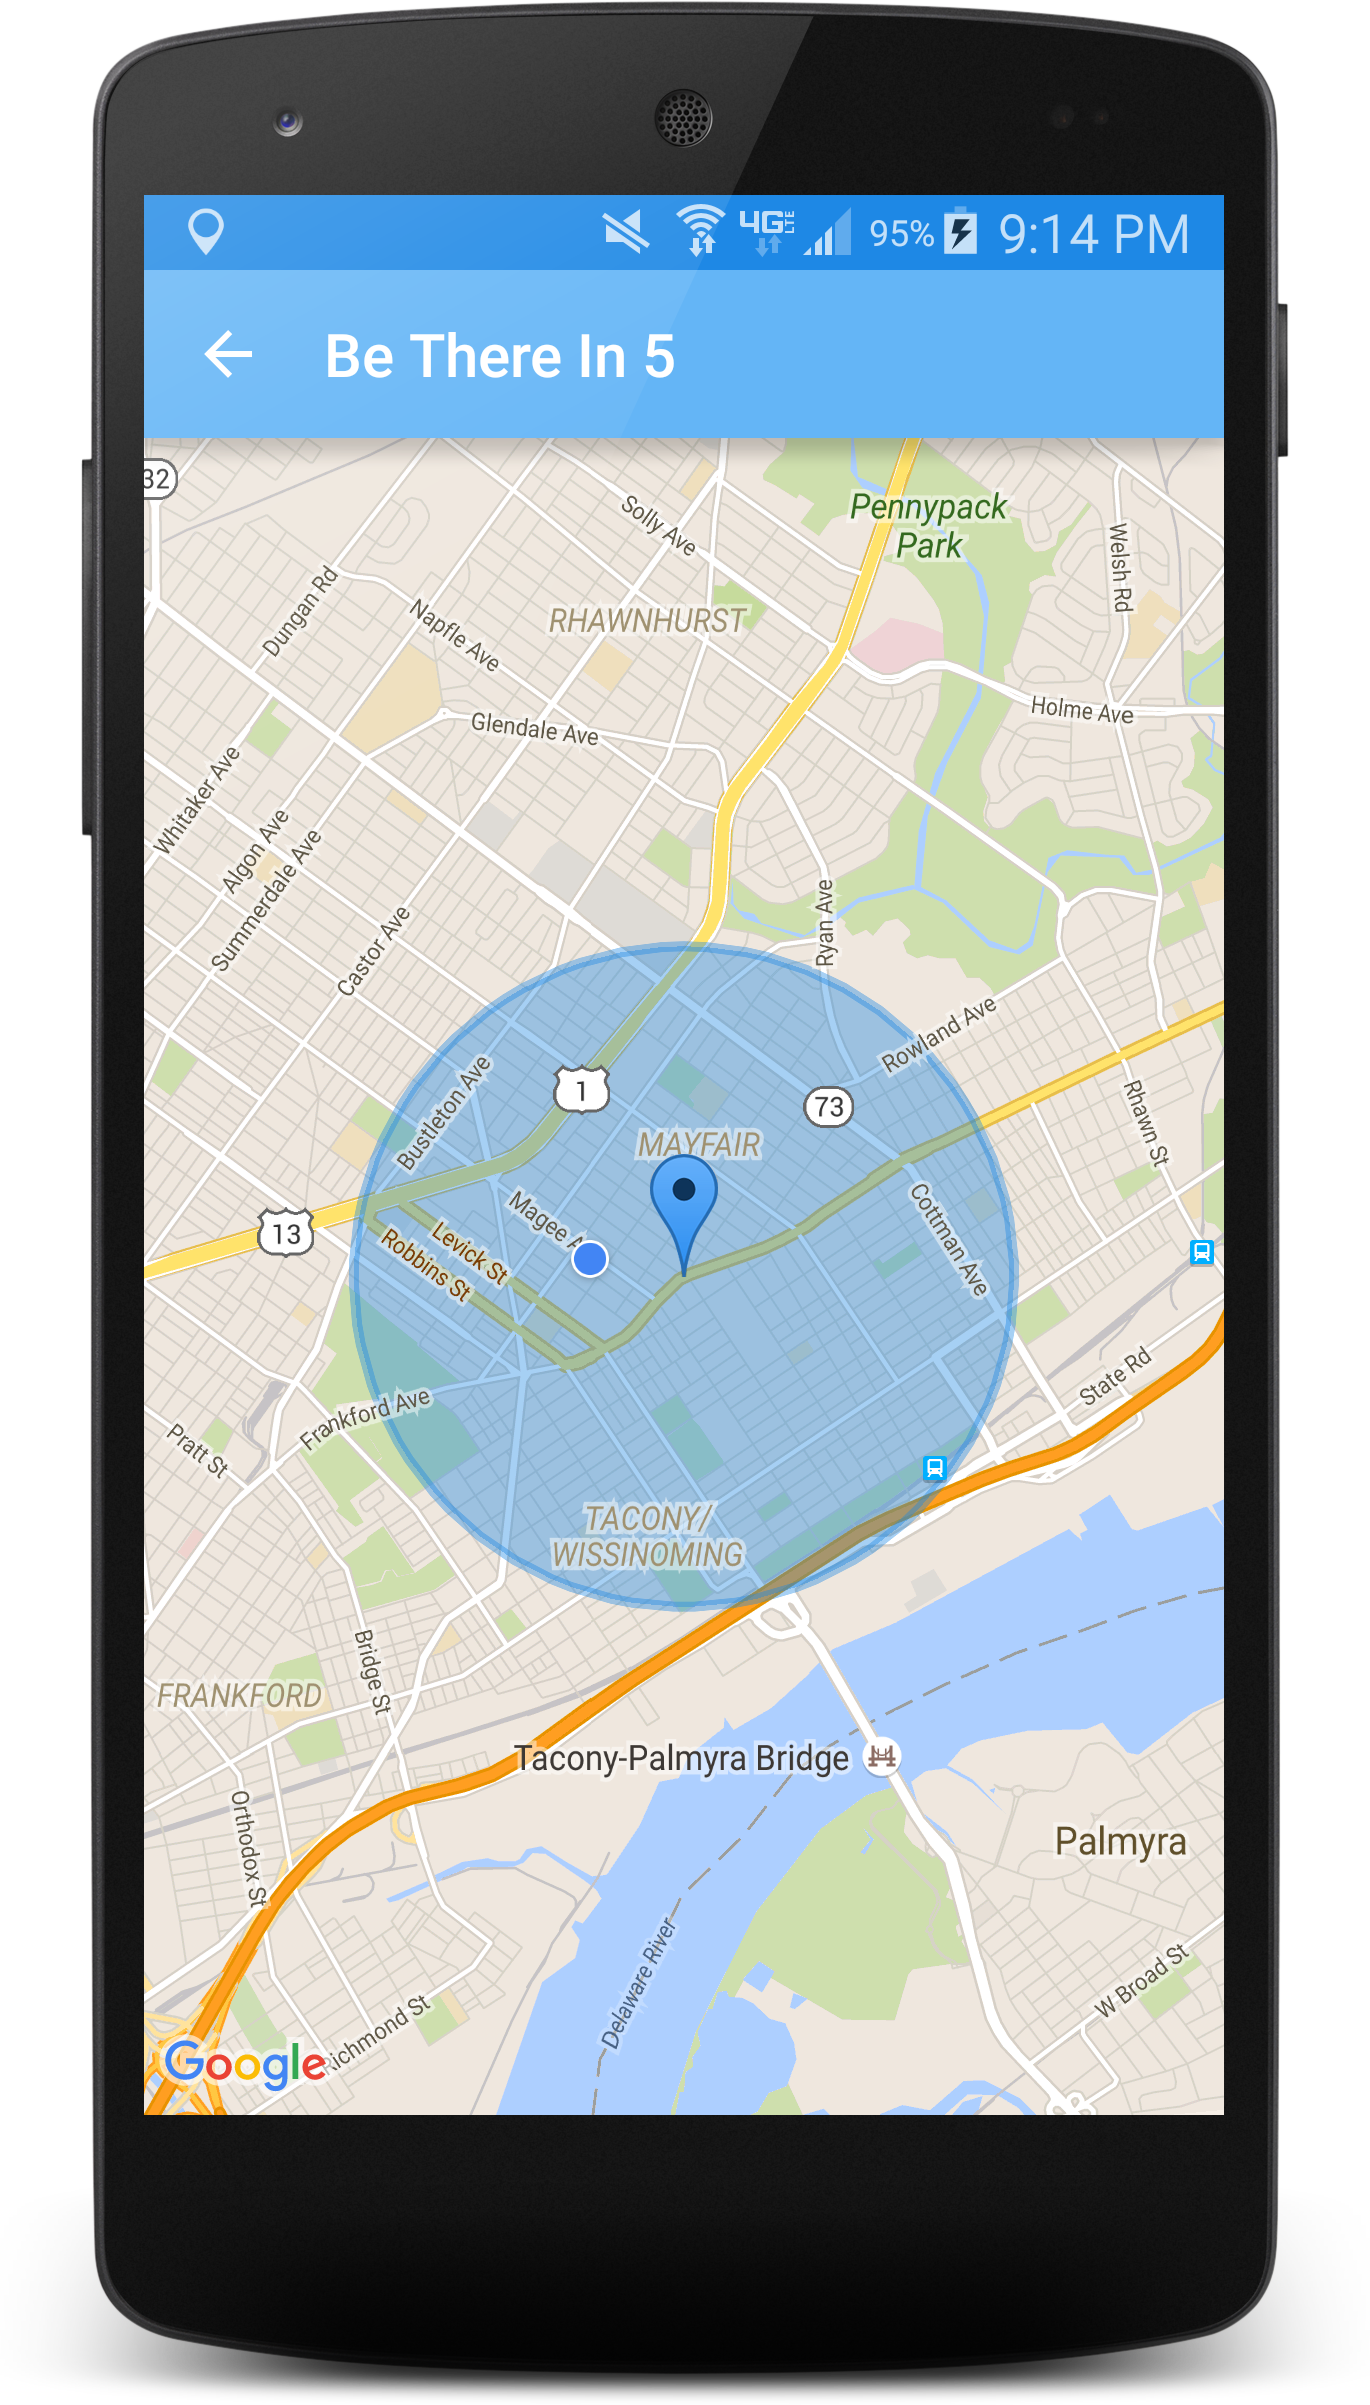 4G LTE 95% 9:14 PM
Be There In 5
32
Solly Ave
Pennypack
Park
Welsh Rd
Dungan Rd
Napfle Ave
RHAWNHURST
Holme Ave
Glendale Ave
Whitaker Ave
Algon Ave
Summerdale Ave
Castor Ave
Ryan Ave
Rowland Ave
Bustleton Ave
1
73
Rhawn St
MAYFAIR
13
Magee A
Levick St
Robbins St
Cottman Ave
State Rd
Frankford Ave
Pratt St
TACONY/
WISSINOMING
Bridge St
FRANKFORD
Tacony-Palmyra Bridge
Orthodox St
Palmyra
Delaware River
W Broad St
Richmond St
Google